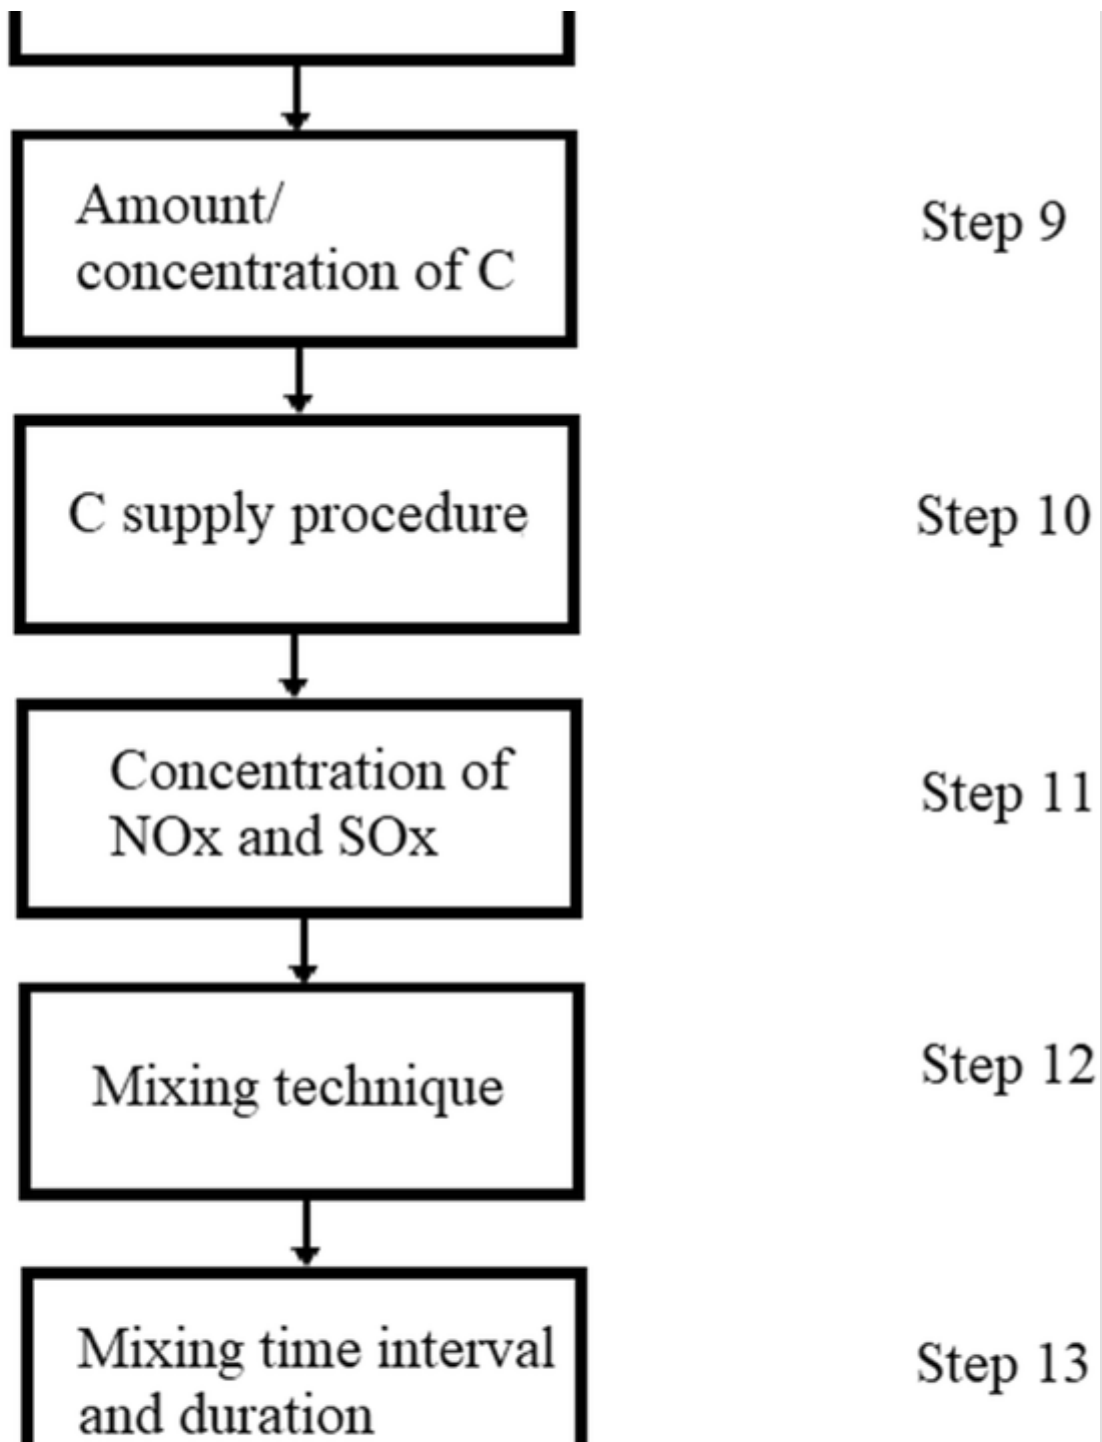 Amount/
concentration of C
Step 9
C supply procedure
Step 10
Concentration of
NOx and SOx
Step 11
Mixing technique
Step 12
Mixing time interval
and duration
Step 13